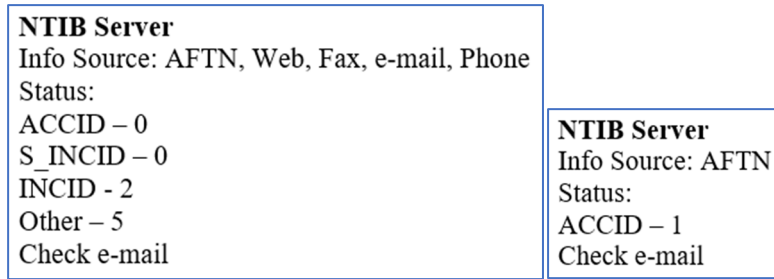 NTIB Server
Info Source: AFTN, Web, Fax, e-mail, Phone
Status:
ACCID – 0
S_INCID – 0
INCID - 2
Other – 5
Check e-mail
NTIB Server
Info Source: AFTN
Status:
ACCID – 1
Check e-mail